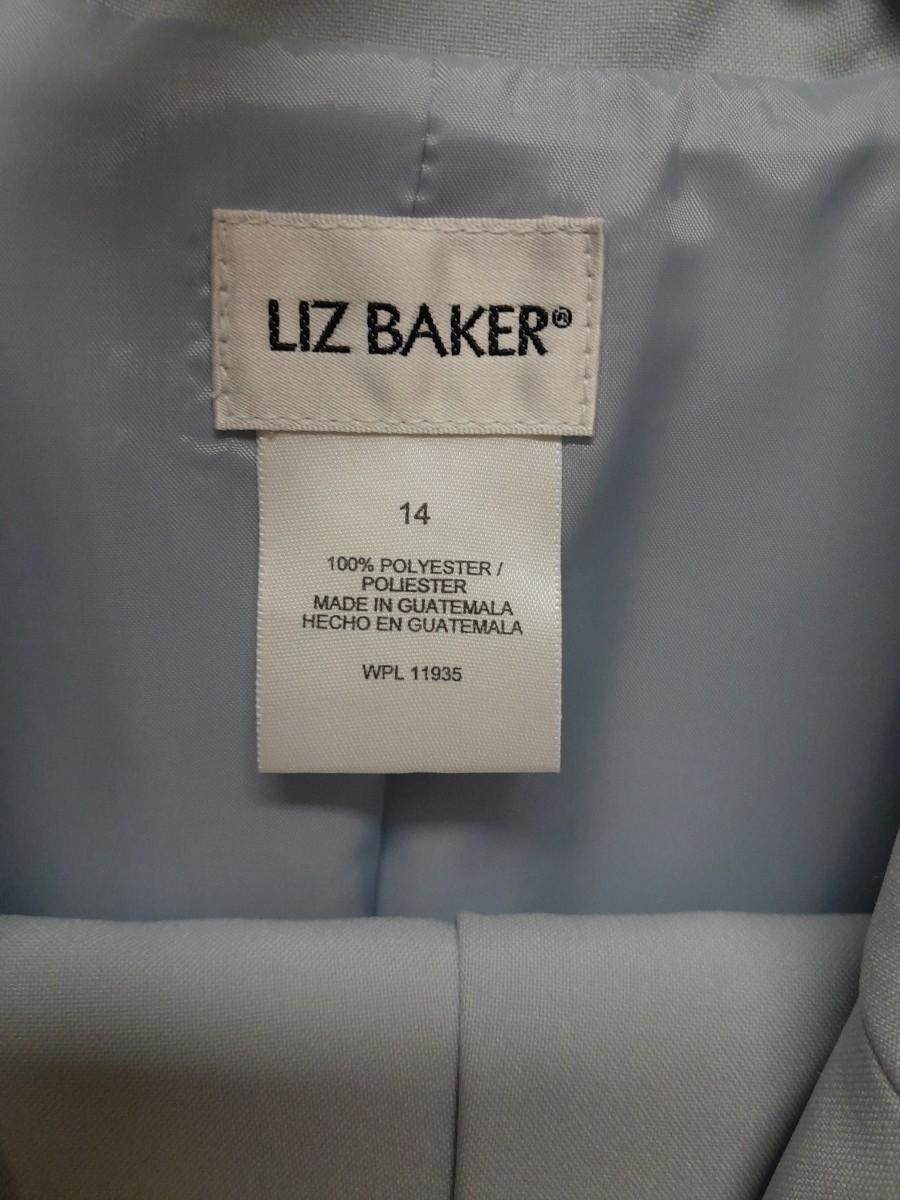 LIZ BAKER®
14
100% POLYESTER /
POLIESTER
MADE IN GUATEMALA
HECHO EN GUATEMALA
WPL 11935